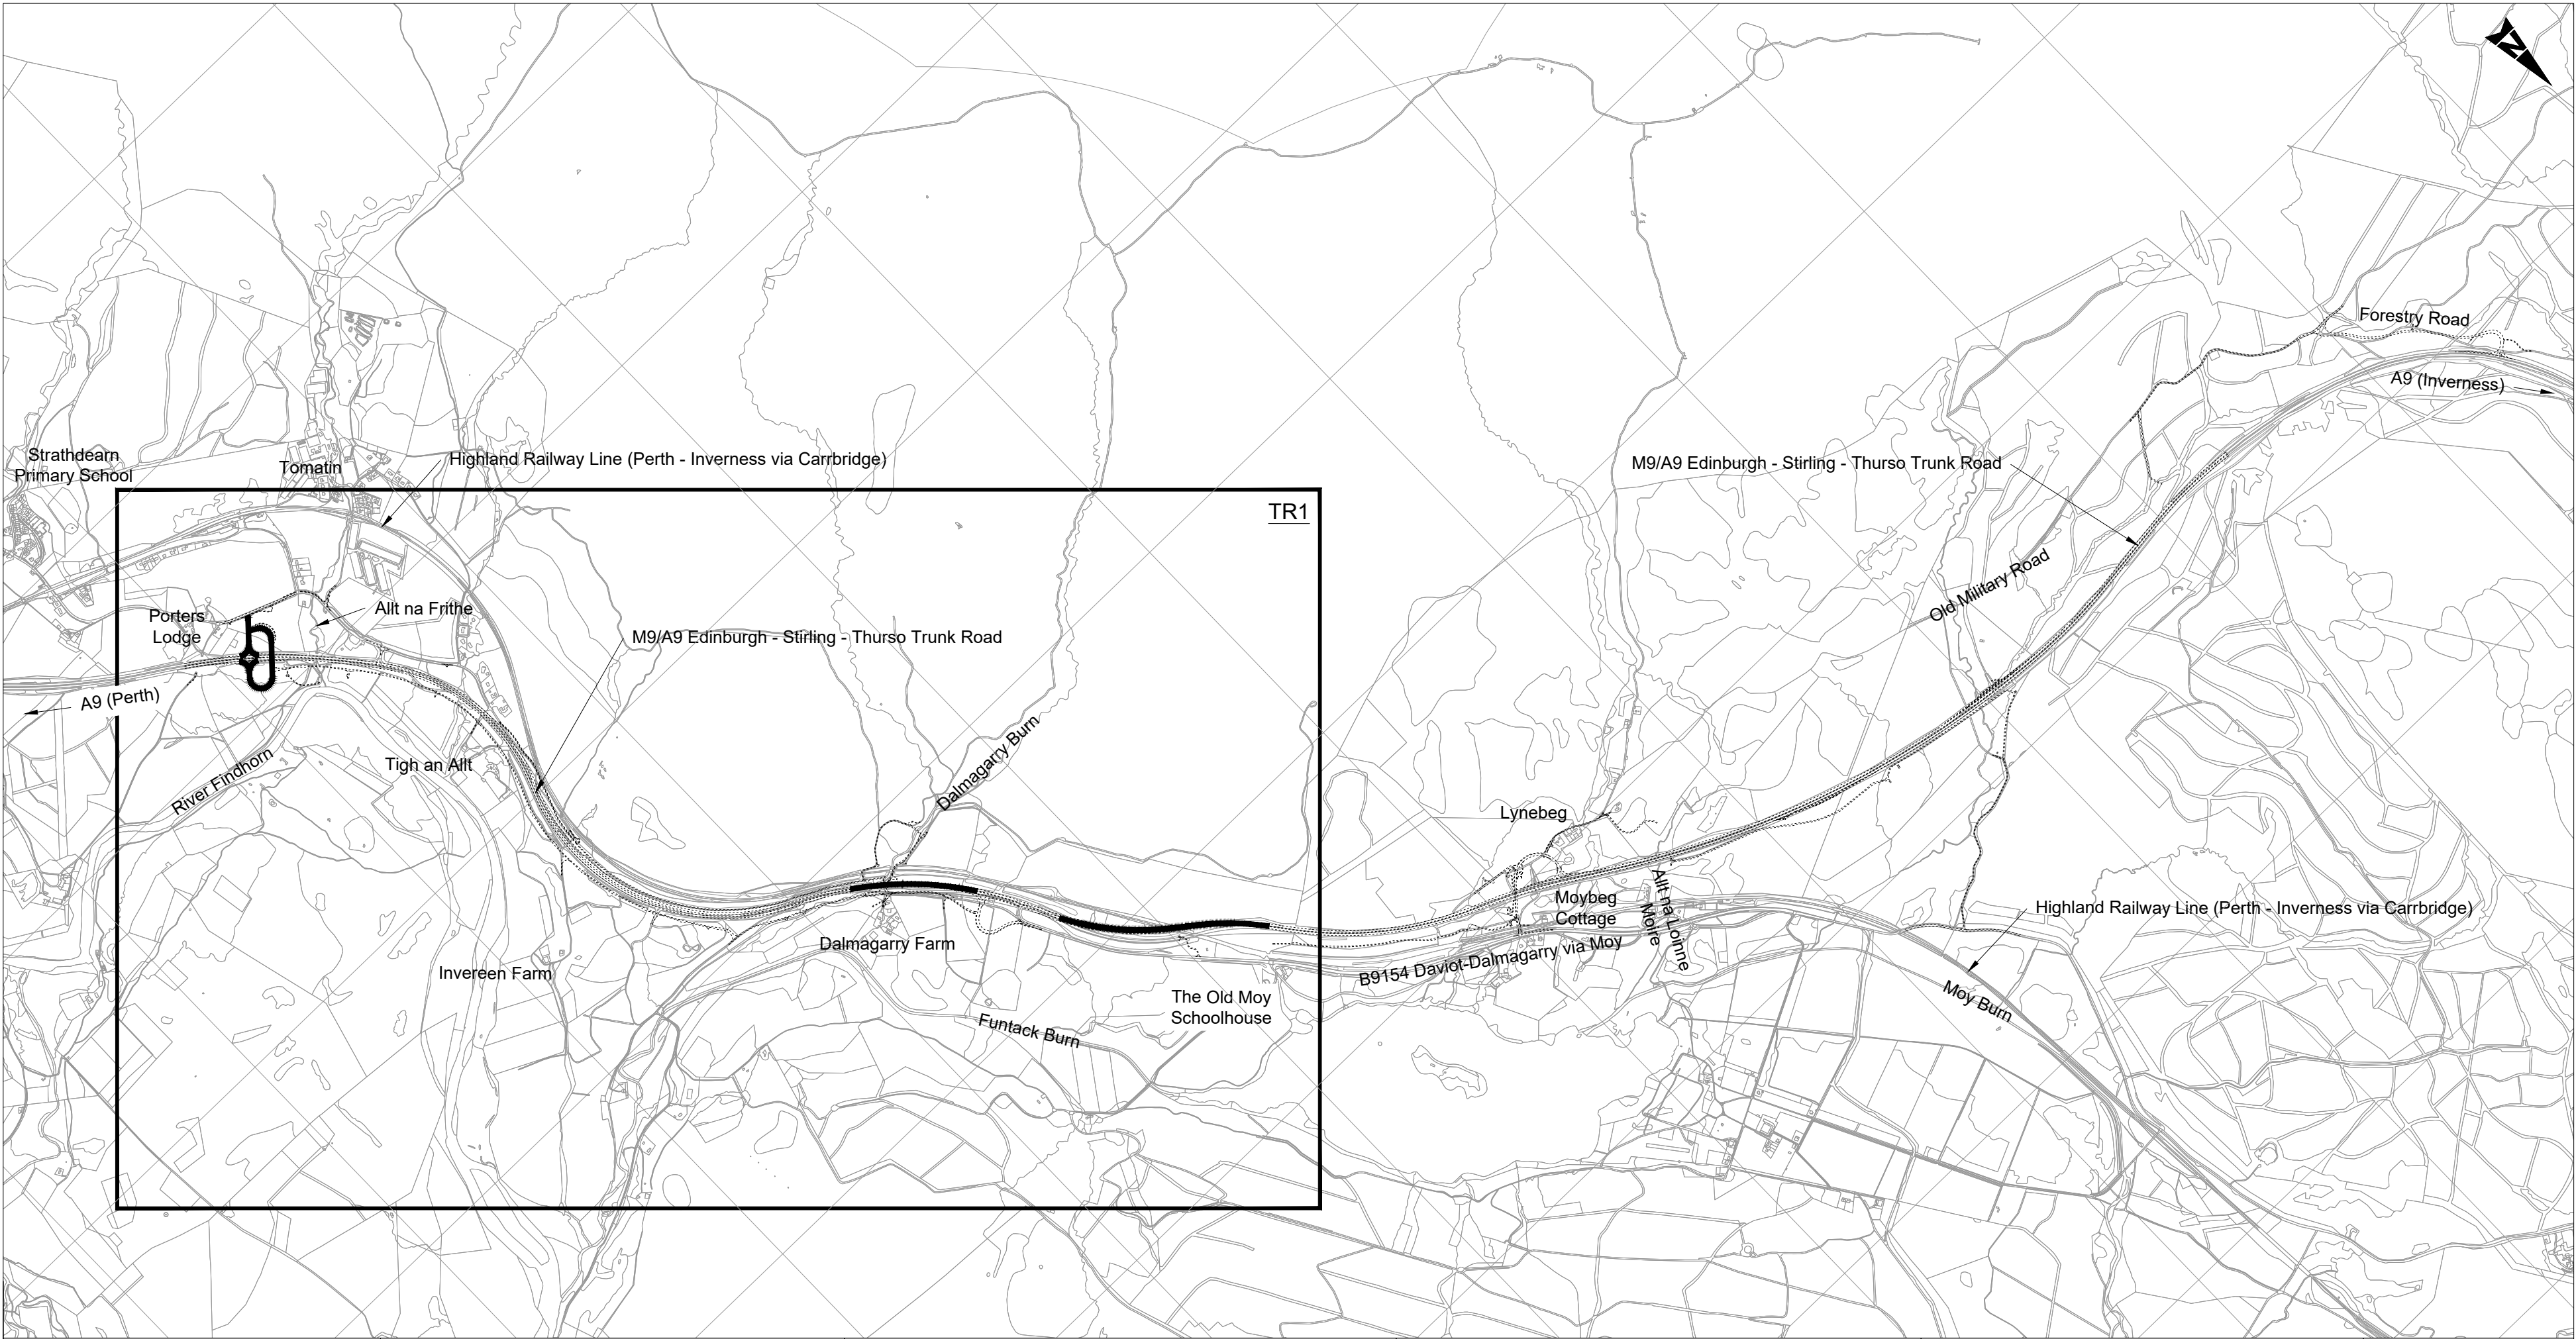 N
Forestry Road
A9 (Inverness)
Strathdearn
Primary School
Tomatin
Highland Railway Line (Perth - Inverness via Carrbridge)
M9/A9 Edinburgh - Stirling - Thurso Trunk Road
TR1
Old Military Road
Porters
Lodge
Allt na Frithe
M9/A9 Edinburgh - Stirling - Thurso Trunk Road
A9 (Perth)
River Findhorn
Tigh an Allt
Dalmagarry Burn
Lynebeg
Moybeg
Cottage
Allt na Loinne
Moire
Highland Railway Line (Perth - Inverness via Carrbridge)
Dalmagarry Farm
B9154 Daviot-Dalmagarry via Moy
Invereen Farm
Moy Burn
The Old Moy
Schoolhouse
Funtack Burn